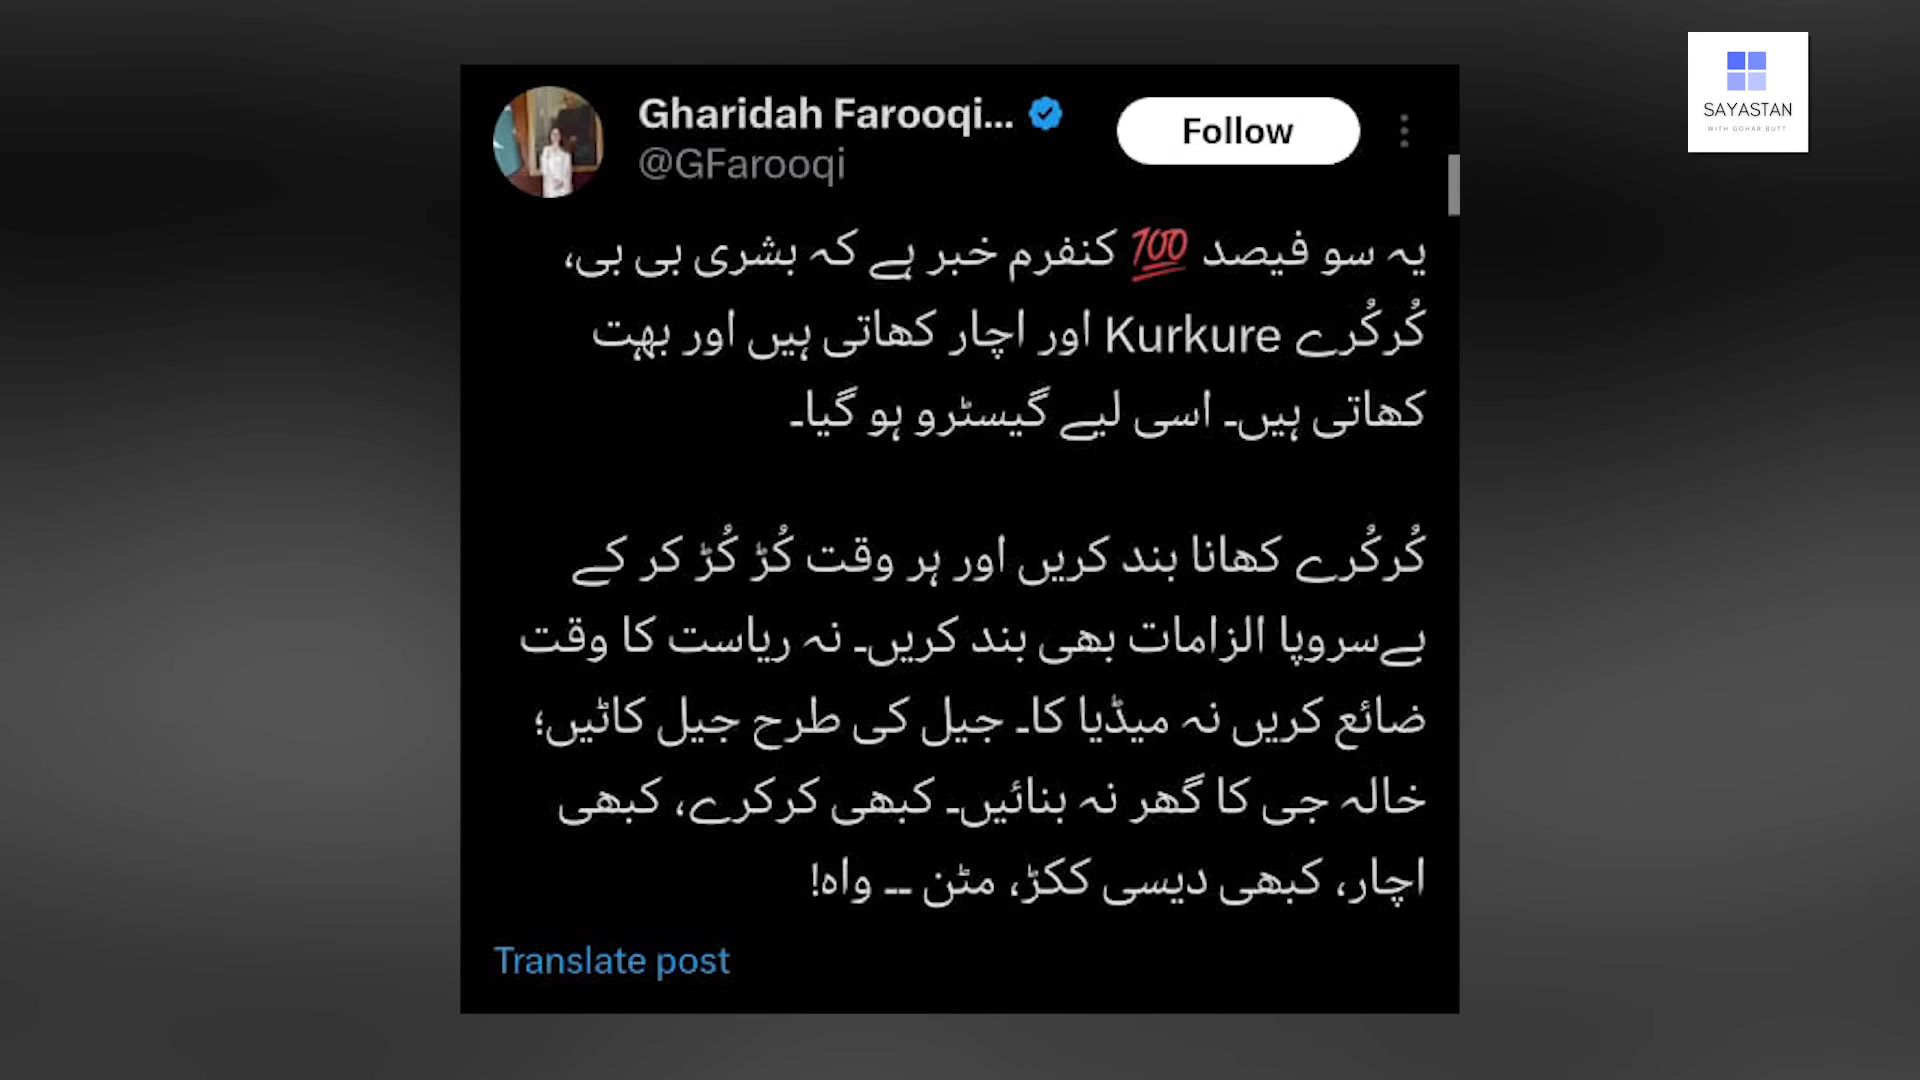 Gharidah Farooqi...
Follow
@GFarooqi
SAYASTAN
WITH GOHAR BUTT
یہ سو فیصد 💯 کنفرم خبر ہے کہ بشری بی بی،
کُرکُرے Kurkure اور اچار کھاتی ہیں اور بہت
کھاتی ہیں۔ اسی لیے گیسٹرو ہو گیا۔
کُرکُرے کھانا بند کریں اور ہر وقت کُڑ کُڑ کر کے
بےسروپا الزامات بھی بند کریں۔ نہ ریاست کا وقت
ضائع کریں نہ میڈیا کا۔ جیل کی طرح جیل کاٹیں؛
خالہ جی کا گھر نہ بنائیں۔ کبھی کرکرے، کبھی
اچار، کبھی دیسی ککڑ، مٹن ۔۔ واہ!
Translate post